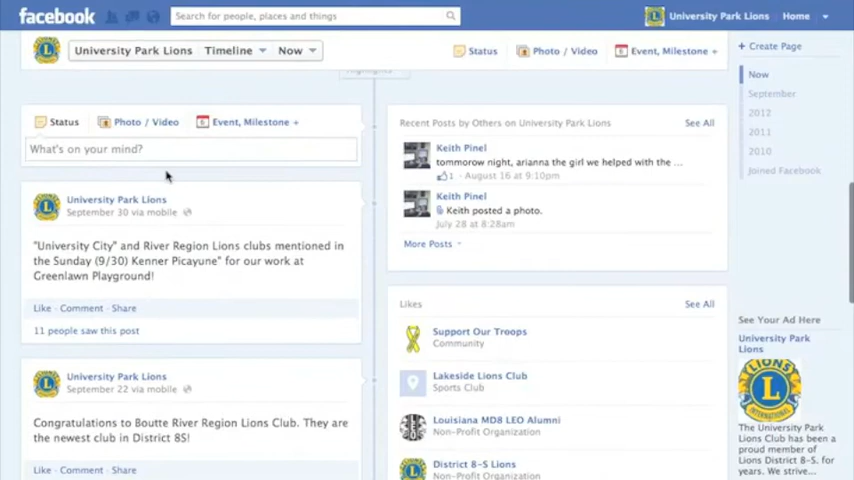 facebook
Search for people, places and things
University Park Lions
Home
University Park Lions
Timeline
Now
Status
Photo / Video
Event, Milestone +
+ Create Page
Highlights
Now
September
2012
2011
2010
Joined Facebook
Status
Photo / Video
Event, Milestone +
What's on your mind?
University Park Lions
September 30 via mobile
"University City" and River Region Lions clubs mentioned in
the Sunday (9/30) Kenner Picayune" for our work at
Greenlawn Playground!
Like · Comment · Share
11 people saw this post
University Park Lions
September 22 via mobile
Congratulations to Boutte River Region Lions Club. They are
the newest club in District 8S!
Like · Comment · Share
Recent Posts by Others on University Park Lions
See All
Keith Pinel
tommorow night, arianna the girl we helped with the ...
1 · August 16 at 9:10pm
Keith Pinel
Keith posted a photo.
July 28 at 8:28am
More Posts
Likes
See All
Support Our Troops
Community
Lakeside Lions Club
Sports Club
Louisiana MD8 LEO Alumni
Non-Profit Organization
District 8-S Lions
Non-Profit Organization
See Your Ad Here
University Park
Lions
LIONS
L
INTERNATIONAL
The University Park
Lions Club has been a
proud member of
Lions District 8-S. for
years. We strive...